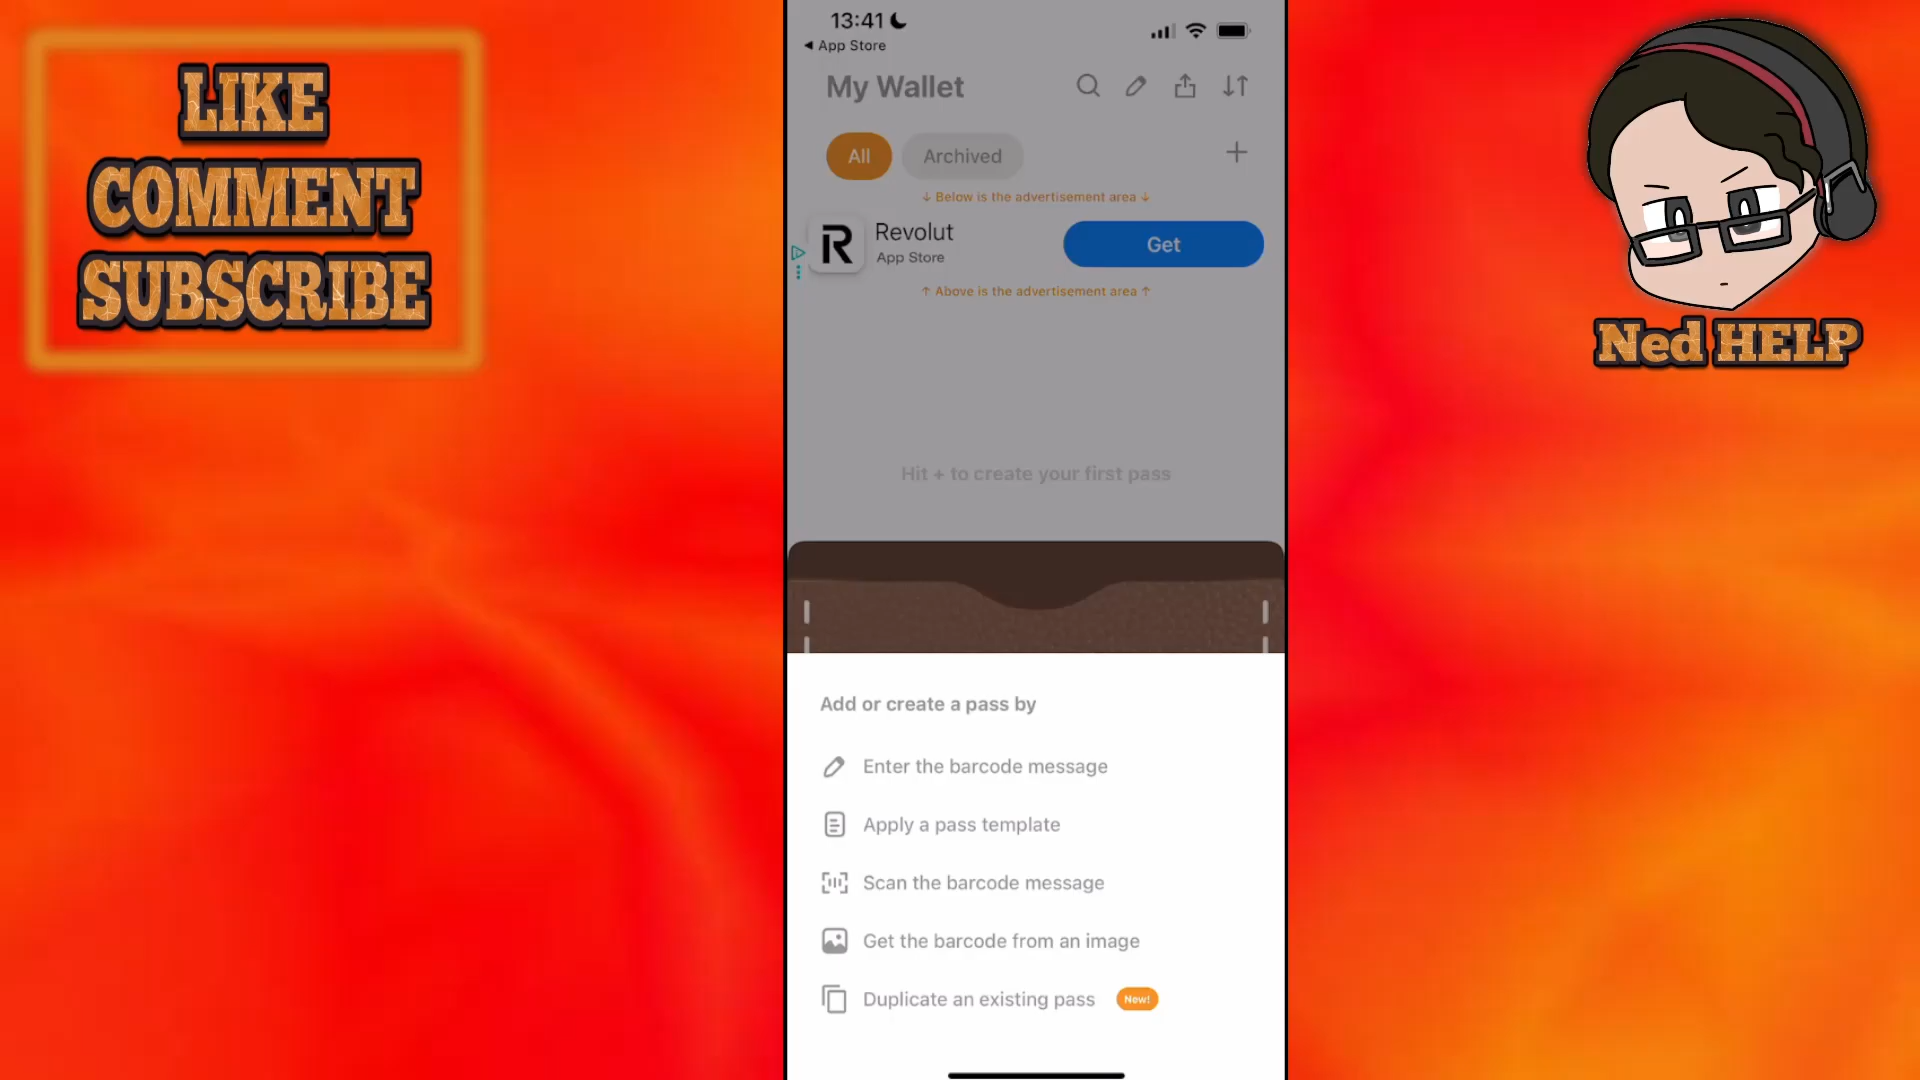 LIKE
COMMENT
SUBSCRIBE
13:41
App Store
My Wallet
All
Archived
↓ Below is the advertisement area ↓
Revolut
App Store
Get
↑ Above is the advertisement area ↑
Hit + to create your first pass
Add or create a pass by
Enter the barcode message
Apply a pass template
Scan the barcode message
Get the barcode from an image
Duplicate an existing pass New!
Ned HELP